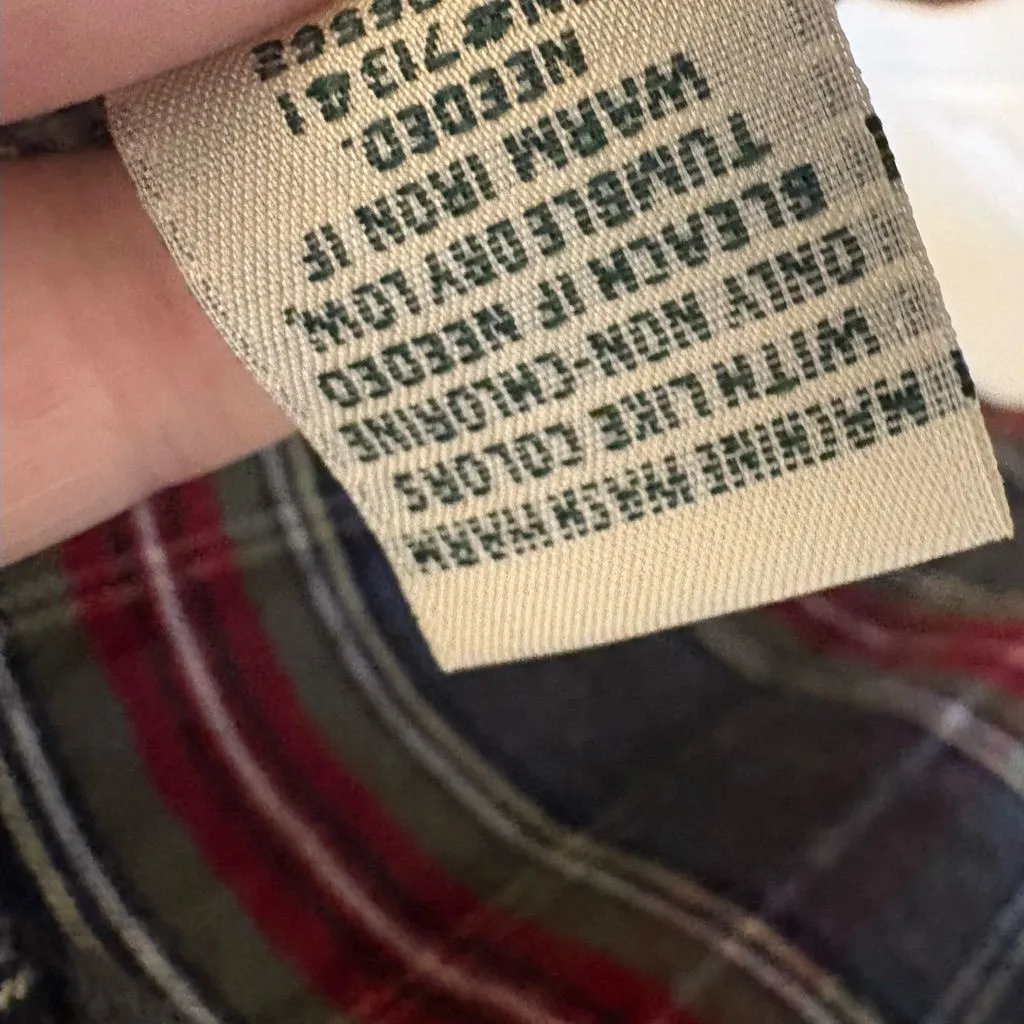 MACHINE WASH WARM
WITH LIKE COLORS
ONLY NON-CHLORINE
BLEACH IF NEEDED
TUMBLE DRY LOW,
WARM IRON IF
NEEDED.
71341